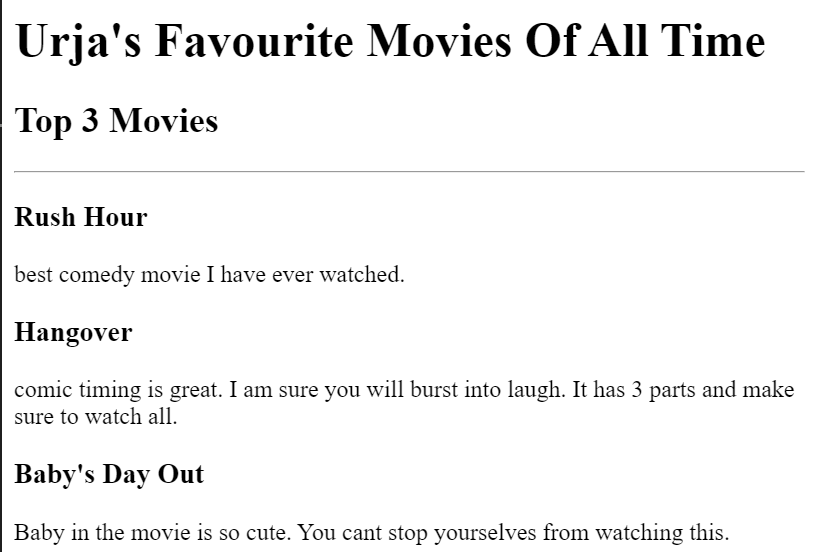 Urja's Favourite Movies Of All Time
Top 3 Movies
Rush Hour
best comedy movie I have ever watched.
Hangover
comic timing is great. I am sure you will burst into laugh. It has 3 parts and make
sure to watch all.
Baby's Day Out
Baby in the movie is so cute. You cant stop yourselves from watching this.